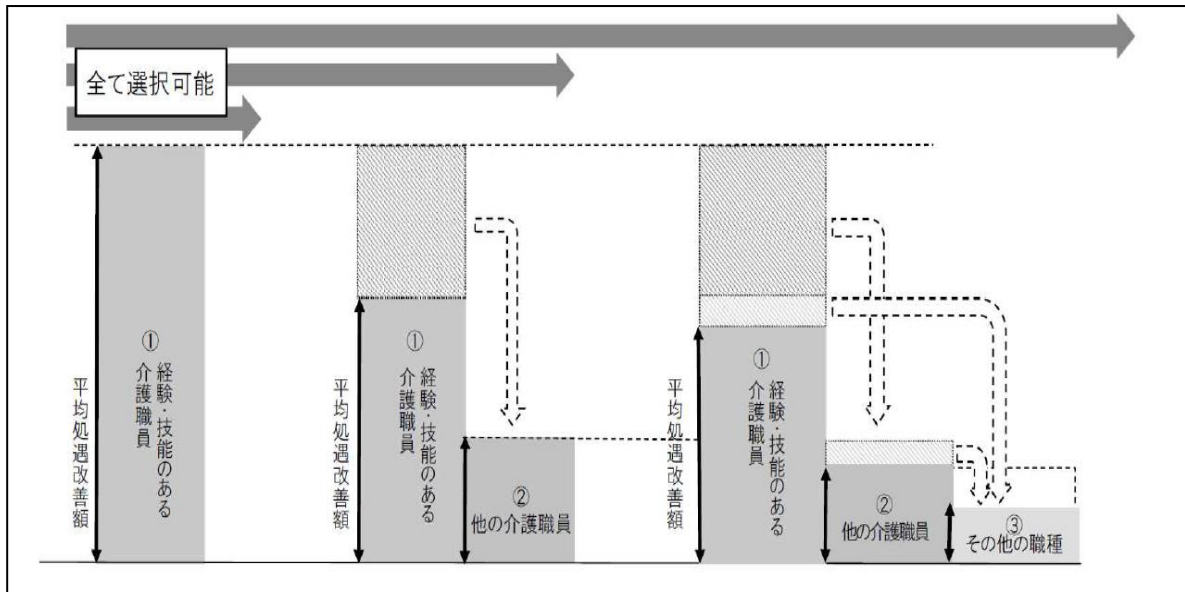 全て選択可能
平均処遇改善額
①
経験・技能のある
介護職員
平均処遇改善額
①
経験・技能のある
介護職員
②
他の介護職員
平均処遇改善額
①
経験・技能のある
介護職員
②
他の介護職員
③
その他の職種